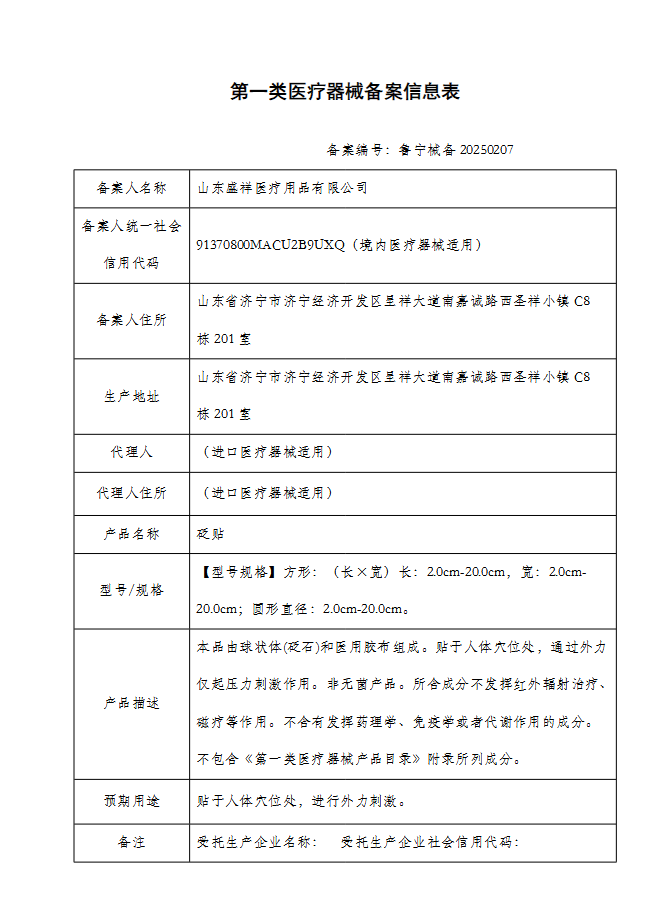 第一类医疗器械备案信息表
备案编号：鲁宁械备 20250207
备案人名称 山东盛祥医疗用品有限公司
备案人统一社会
信用代码
91370800MACU2B9UXQ（境内医疗器械适用）
备案人住所
山东省济宁市济宁经济开发区呈祥大道南嘉诚路西圣祥小镇 C8
栋 201 室
生产地址
山东省济宁市济宁经济开发区呈祥大道南嘉诚路西圣祥小镇 C8
栋 201 室
代理人 （进口医疗器械适用）
代理人住所 （进口医疗器械适用）
产品名称 砭贴
型号/规格
【型号规格】方形：（长×宽）长：2.0cm-20.0cm，宽：2.0cm-
20.0cm；圆形直径：2.0cm-20.0cm。
产品描述
本品由球状体(砭石)和医用胶布组成。贴于人体穴位处，通过外力
仅起压力刺激作用。非无菌产品。所含成分不发挥红外辐射治疗、
磁疗等作用。不含有发挥药理学、免疫学或者代谢作用的成分。
不包含《第一类医疗器械产品目录》附录所列成分。
预期用途 贴于人体穴位处，进行外力刺激。
备注 受托生产企业名称： 受托生产企业社会信用代码：